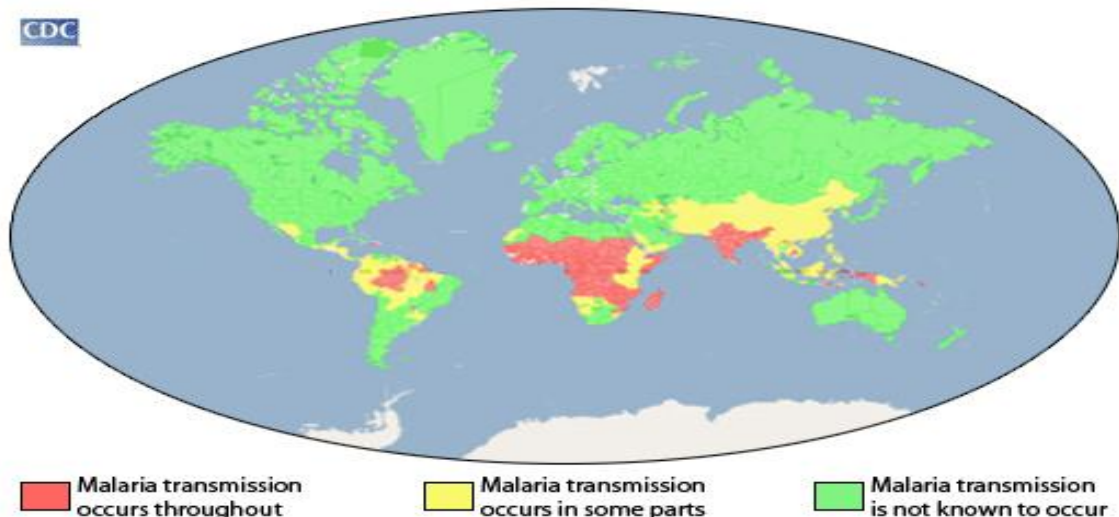 CDC
Malaria transmission
occurs throughout
Malaria transmission
occurs in some parts
Malaria transmission
is not known to occur